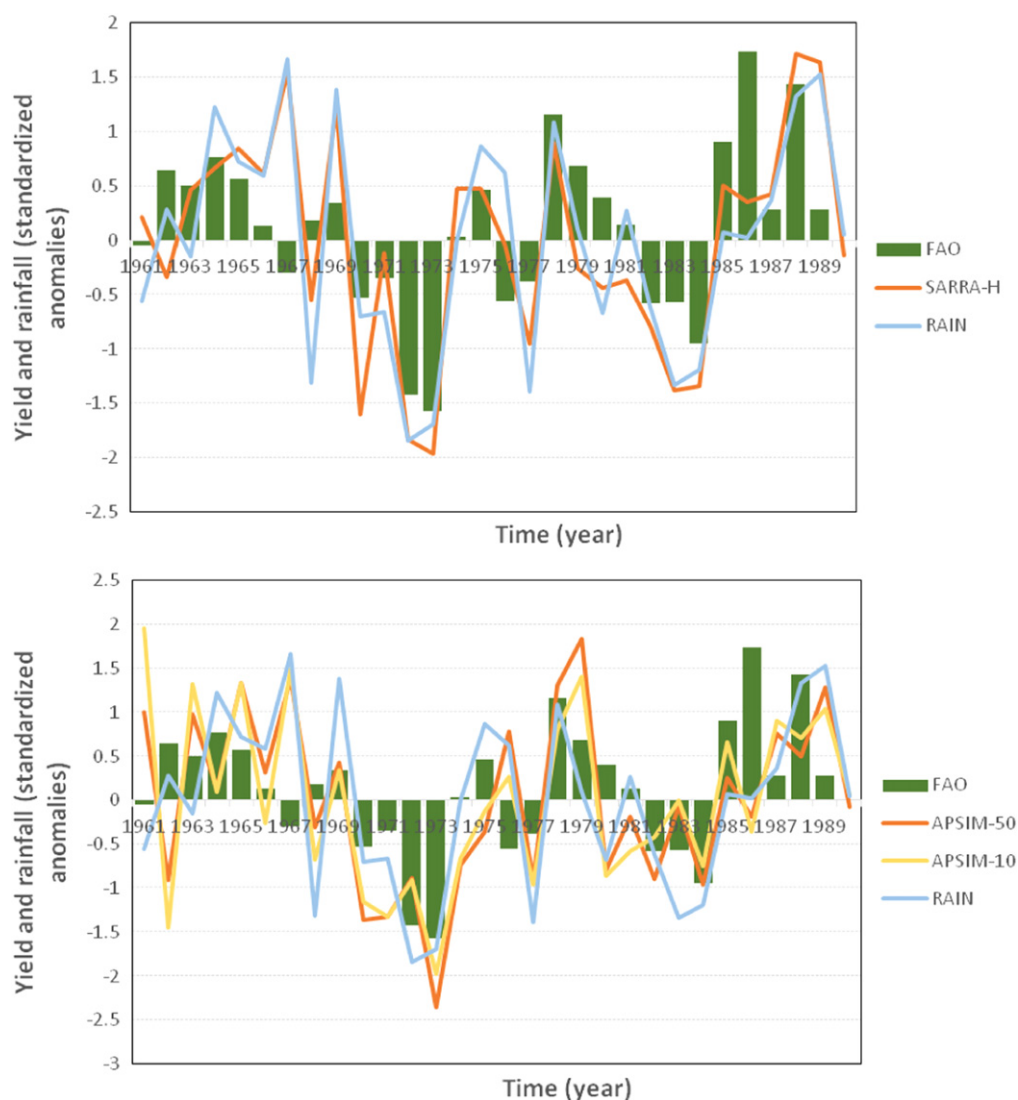 2
1.5
1
0.5
0
-0.5
-1
-1.5
-2
-2.5
Yield and rainfall (standardized
anomalies)
1961 1963 1965 1967 1969 1971 1973 1975 1977 1979 1981 1983 1985 1987 1989
Time (year)
FAO
SARRA-H
RAIN
2.5
2
1.5
1
0.5
0
-0.5
-1
-1.5
-2
-2.5
-3
Yield and rainfall (standardized
anomalies)
1961 1963 1965 1967 1969 1971 1973 1975 1977 1979 1981 1983 1985 1987 1989
Time (year)
FAO
APSIM-50
APSIM-10
RAIN